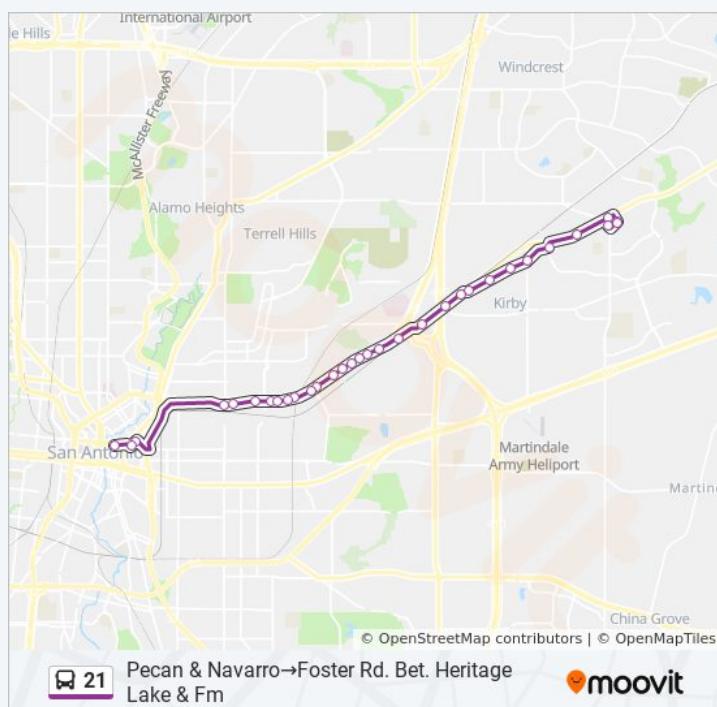 International Airport
le Hills
Windcrest
McAllister Freeway
Alamo Heights
Terrell Hills
Kirby
San Antonio
Martindale
Army Heliport
Martin
China Grove
© OpenStreetMap contributors | © OpenMapTiles
21
Pecan & Navarro→Foster Rd. Bet. Heritage
Lake & Fm
moovit